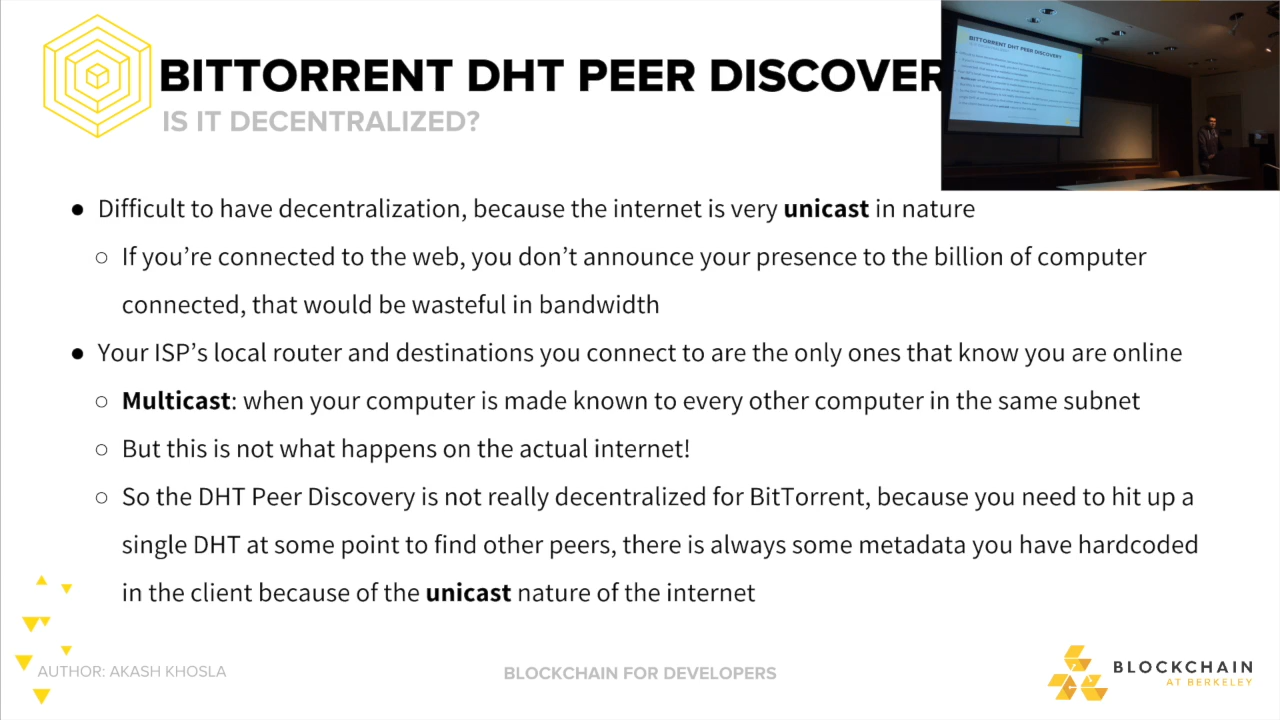 BITTORRENT DHT PEER DISCOVER
IS IT DECENTRALIZED?
BITTORRENT DHT PEER DISCOVERY
● Difficult to have decentralization, because the internet is very unicast in nature
○ If you’re connected to the web, you don’t announce your presence to the billion of computer
connected, that would be wasteful in bandwidth
● Your ISP’s local router and destinations you connect to are the only ones that know you are online
○ Multicast: when your computer is made known to every other computer in the same subnet
○ But this is not what happens on the actual internet!
○ So the DHT Peer Discovery is not really decentralized for BitTorrent, because you need to hit up a
single DHT at some point to find other peers, there is always some metadata you have hardcoded
in the client because of the unicast nature of the internet
AUTHOR: AKASH KHOSLA
BLOCKCHAIN FOR DEVELOPERS
BLOCKCHAIN
AT BERKELEY